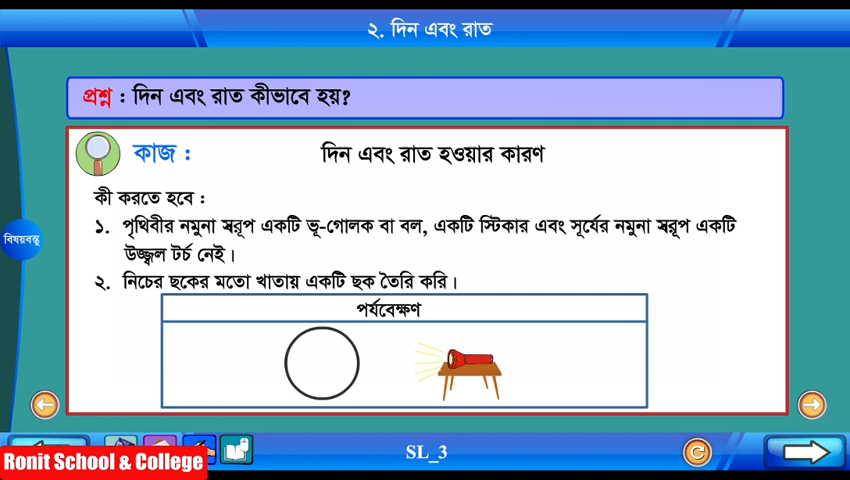 ২. দিন এবং রাত
প্রশ্ন : দিন এবং রাত কীভাবে হয়?
কাজ : দিন এবং রাত হওয়ার কারণ
কী করতে হবে :
১. পৃথিবীর নমুনা স্বরূপ একটি ভূ-গোলক বা বল, একটি স্টিকার এবং সূর্যের নমুনা স্বরূপ একটি
উজ্জ্বল টর্চ নেই।
বিষয়বস্তু
২. নিচের ছকের মতো খাতায় একটি ছক তৈরি করি।
পর্যবেক্ষণ
SL_3
Ronit School & College